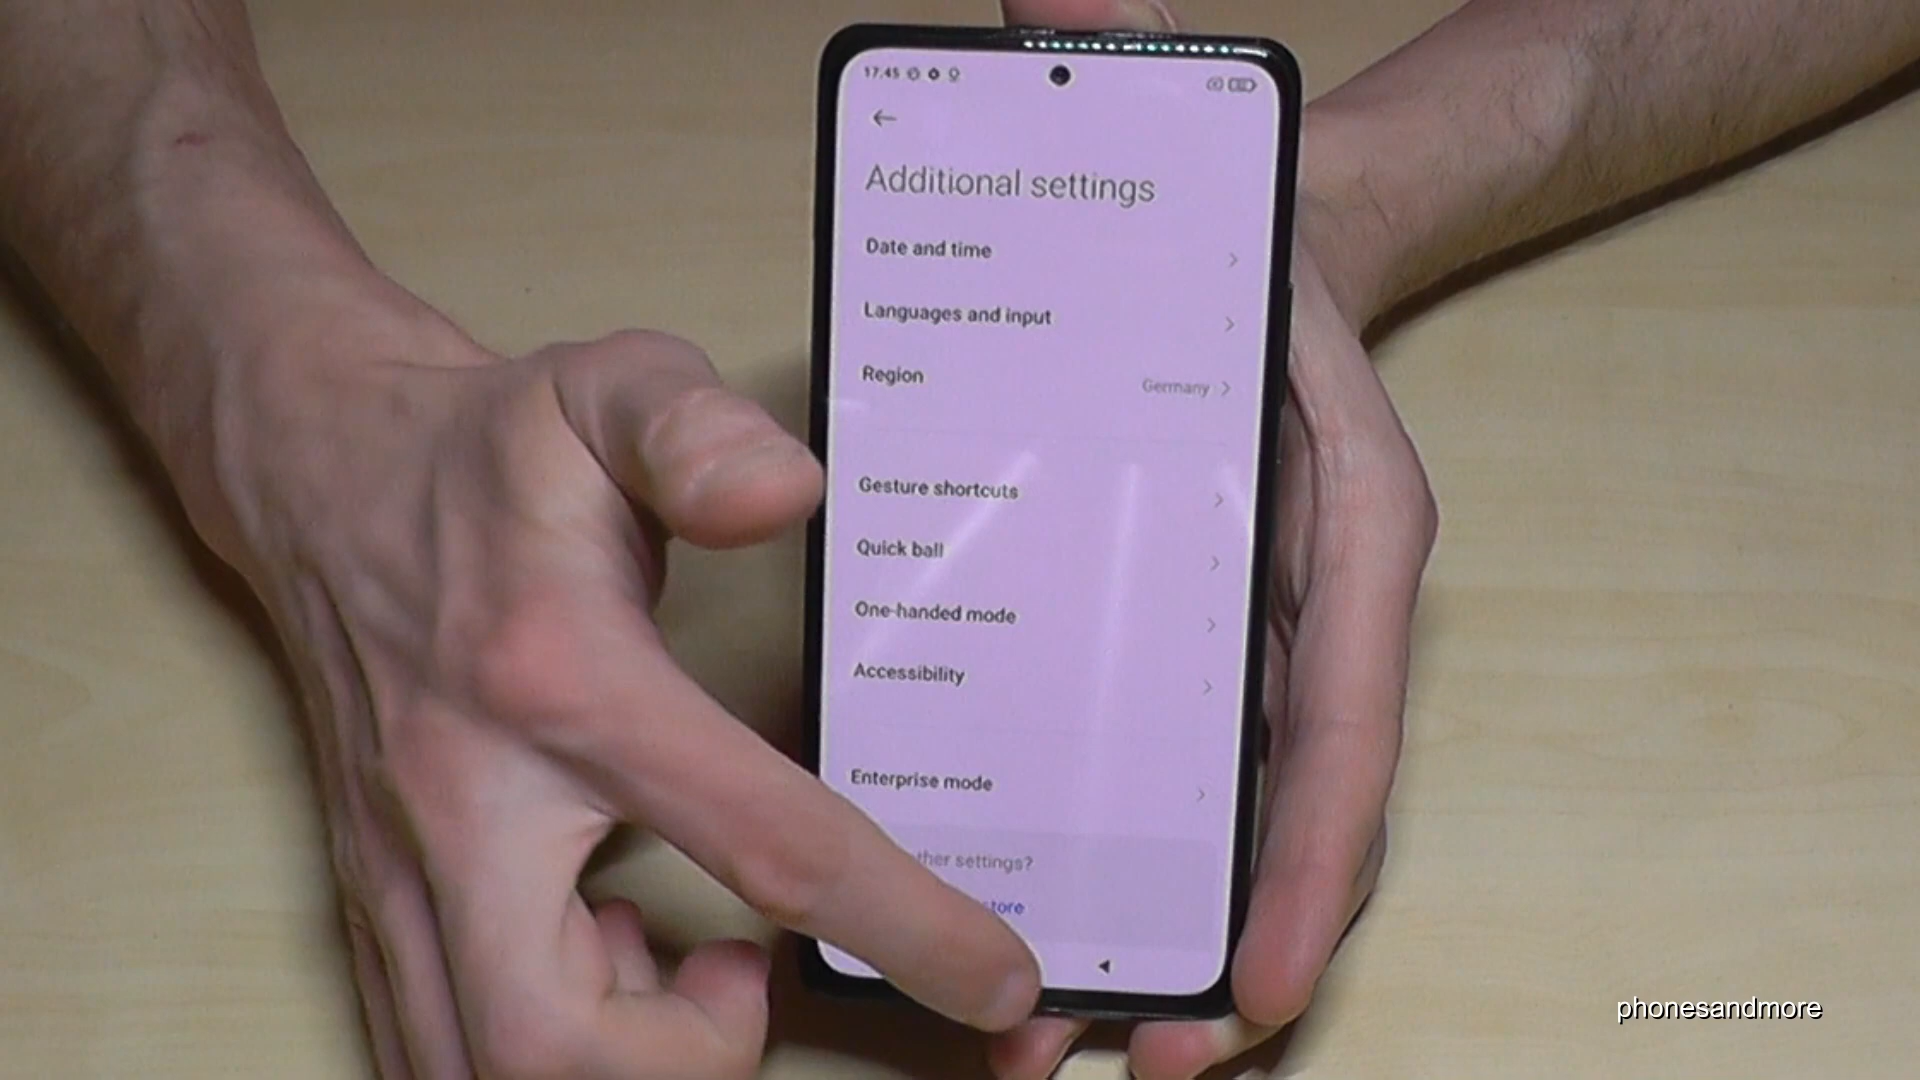 17:45
Additional settings
Date and time
Languages and input
Region
Germany
Gesture shortcuts
Quick ball
One-handed mode
Accessibility
Enterprise mode
settings?
phonesandmore